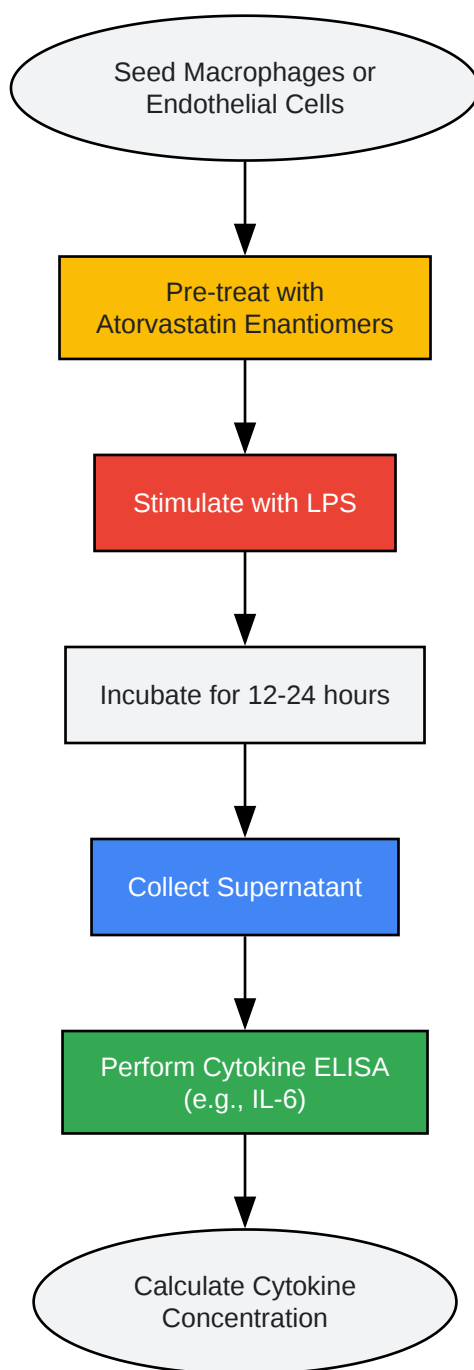 Seed Macrophages or
Endothelial Cells
Pre-treat with
Atorvastatin Enantiomers
Stimulate with LPS
Incubate for 12-24 hours
Collect Supernatant
Perform Cytokine ELISA
(e.g., IL-6)
Calculate Cytokine
Concentration